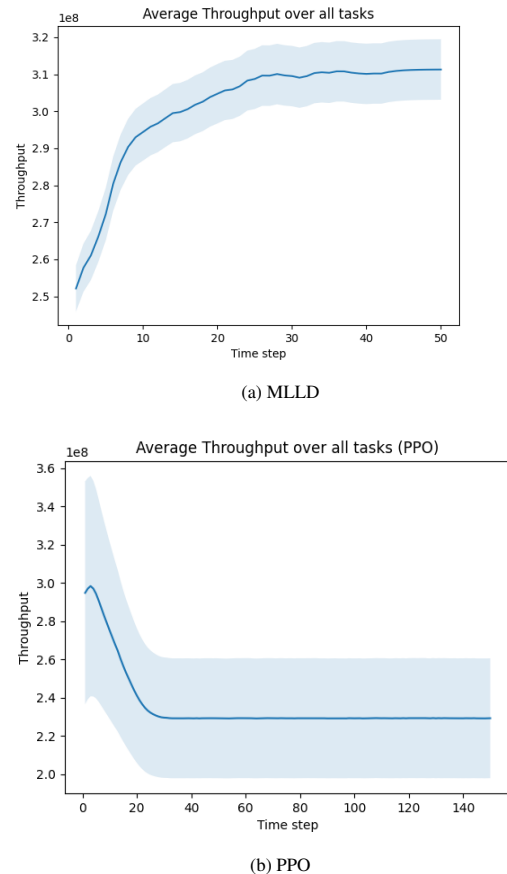 Average Throughput over all tasks
1e8
3.2
3.1
3.0
2.9
2.8
2.7
2.6
2.5
Throughput
0 10 20 30 40 50
Time step
(a) MLLD
Average Throughput over all tasks (PPO)
1e8
3.6
3.4
3.2
3.0
2.8
2.6
2.4
2.2
2.0
Throughput
0 20 40 60 80 100 120 140
Time step
(b) PPO